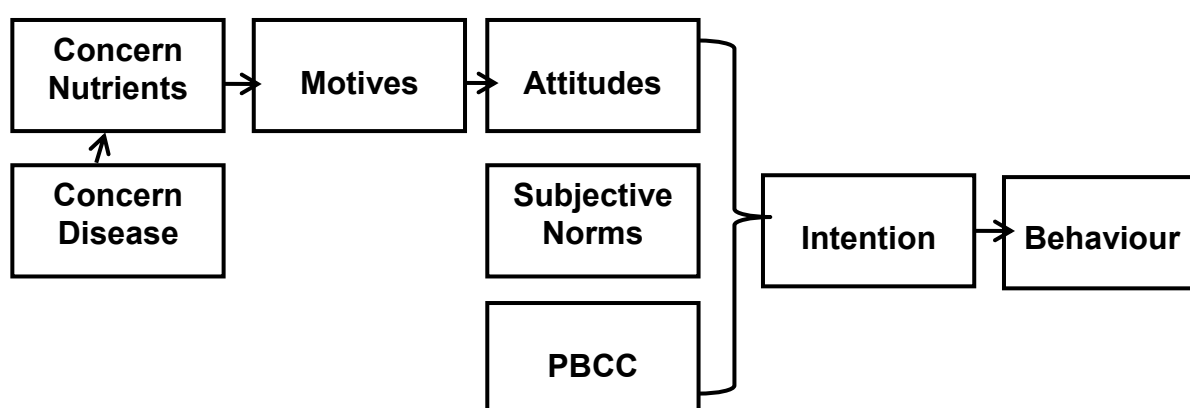 Concern
Nutrients
Motives
Attitudes
Concern
Disease
Subjective
Norms
Intention
Behaviour
PBCC